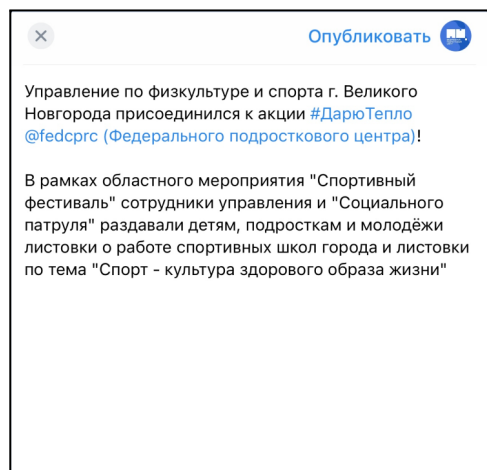 Опубликовать
Управление по физкультуре и спорта г. Великого
Новгорода присоединился к акции #ДарюТепло
@fedcprc (Федерального подросткового центра)!
В рамках областного мероприятия "Спортивный
фестиваль" сотрудники управления и "Социального
патруля" раздавали детям, подросткам и молодёжи
листовки о работе спортивных школ города и листовки
по тема "Спорт - культура здорового образа жизни"